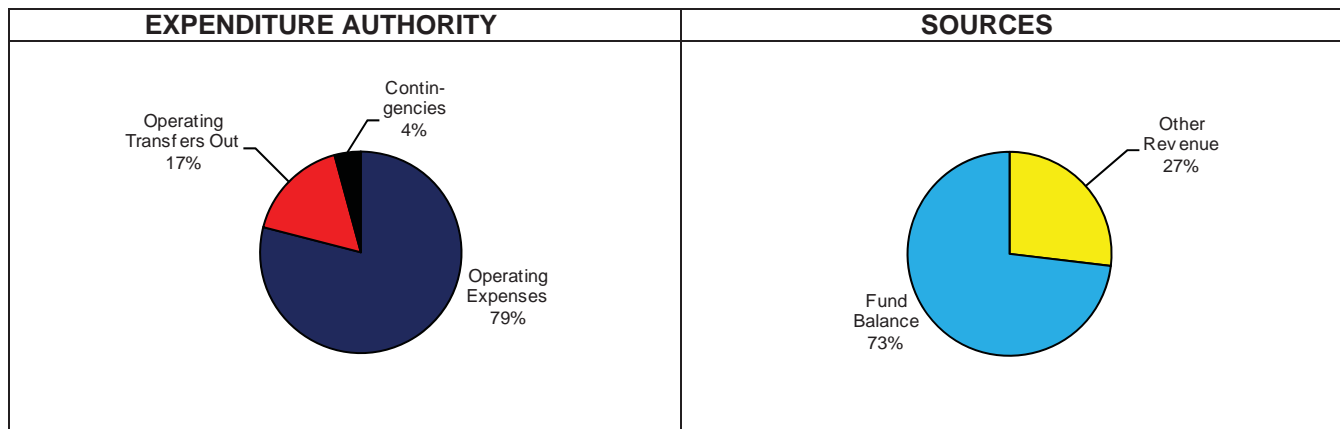 EXPENDITURE AUTHORITY
Contin-
gencies
4%
Operating
Transfers Out
17%
Operating
Expenses
79%
SOURCES
Other
Revenue
27%
Fund
Balance
73%